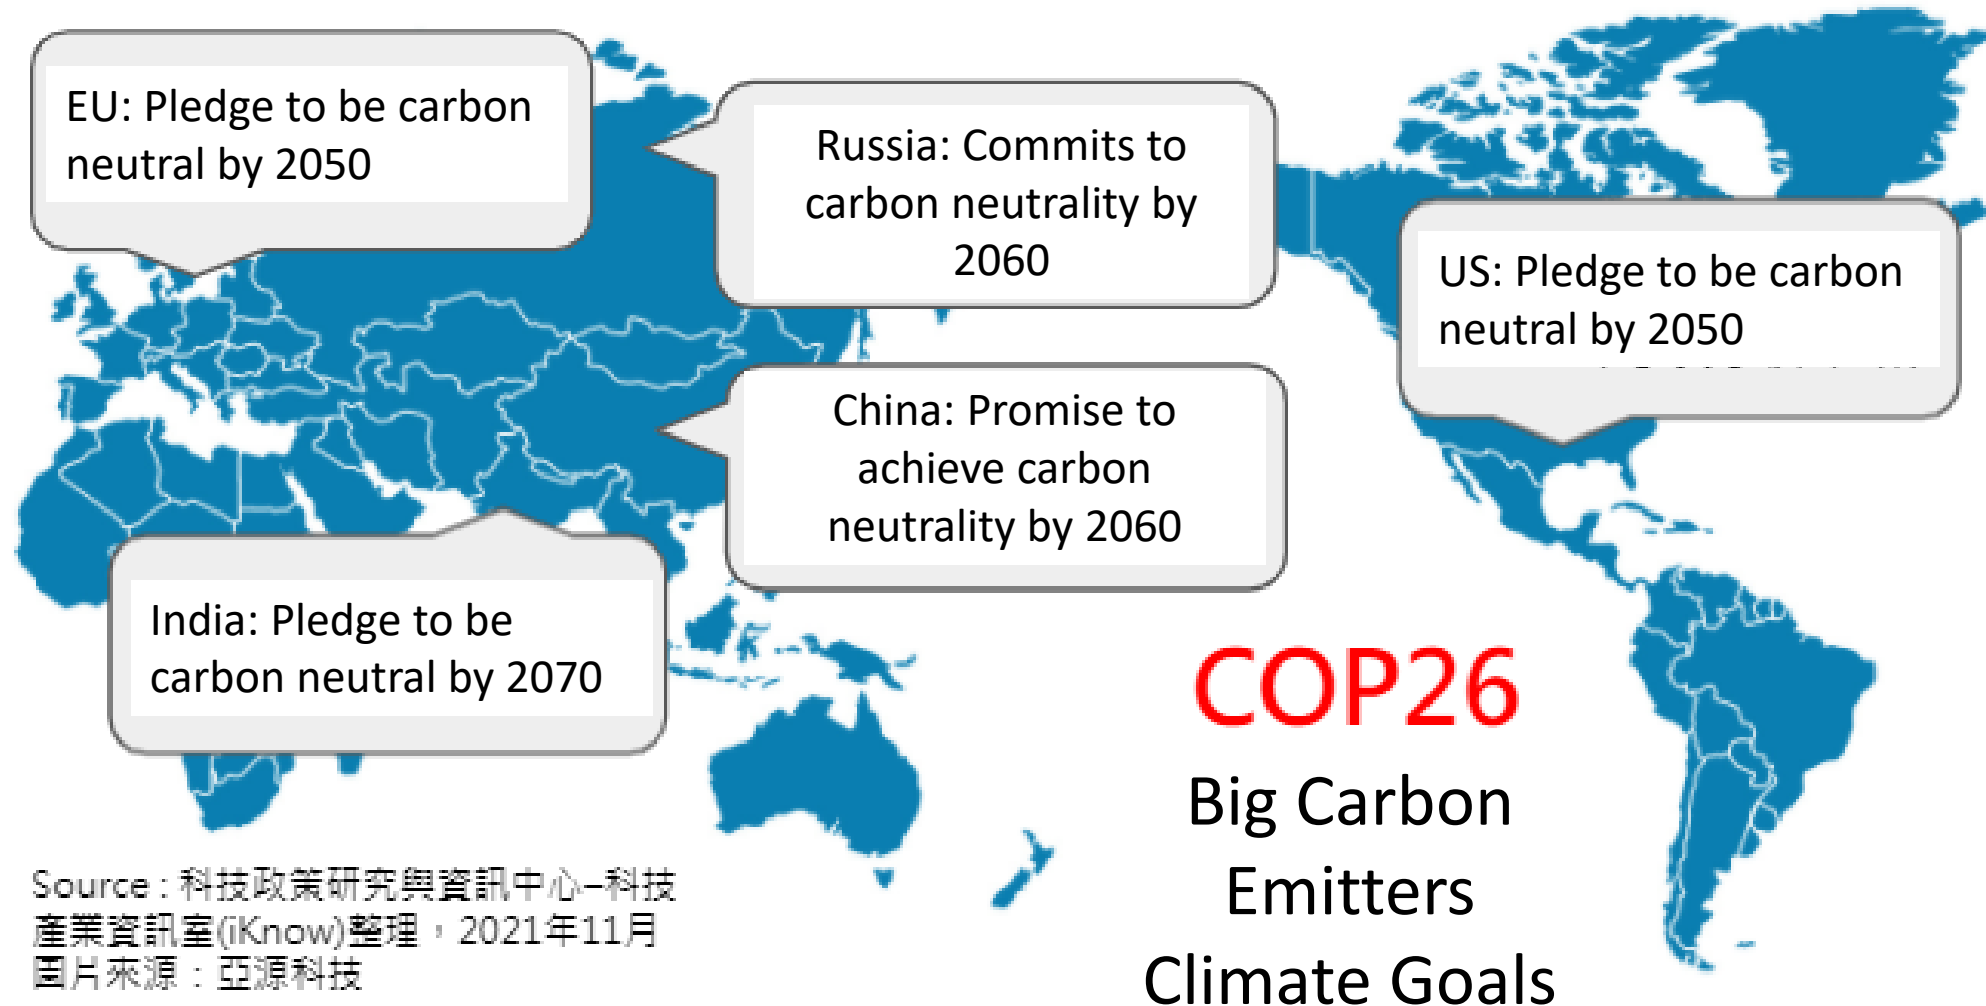 EU: Pledge to be carbon
neutral by 2050
Russia: Commits to
carbon neutrality by
2060
US: Pledge to be carbon
neutral by 2050
China: Promise to
achieve carbon
neutrality by 2060
India: Pledge to be
carbon neutral by 2070
COP26
Big Carbon
Emitters
Climate Goals
Source : 科技政策研究與資訊中心–科技
產業資訊室(iKnow)整理，2021年11月
圖片來源：亞源科技